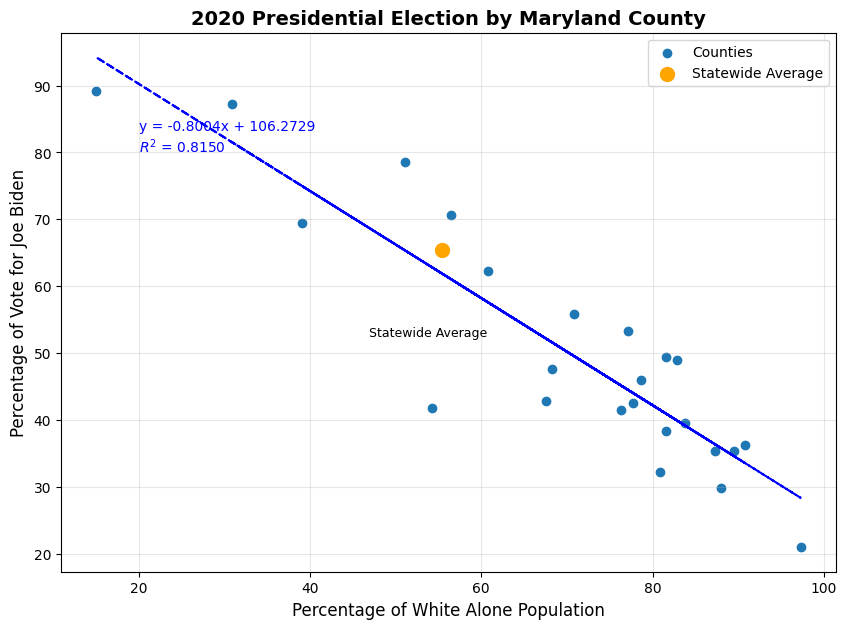 2020 Presidential Election by Maryland County
Counties
Statewide Average
y = -0.8004x + 106.2729
R² = 0.8150
Statewide Average
Percentage of Vote for Joe Biden
90
80
70
60
50
40
30
20
20
40
60
80
100
Percentage of White Alone Population